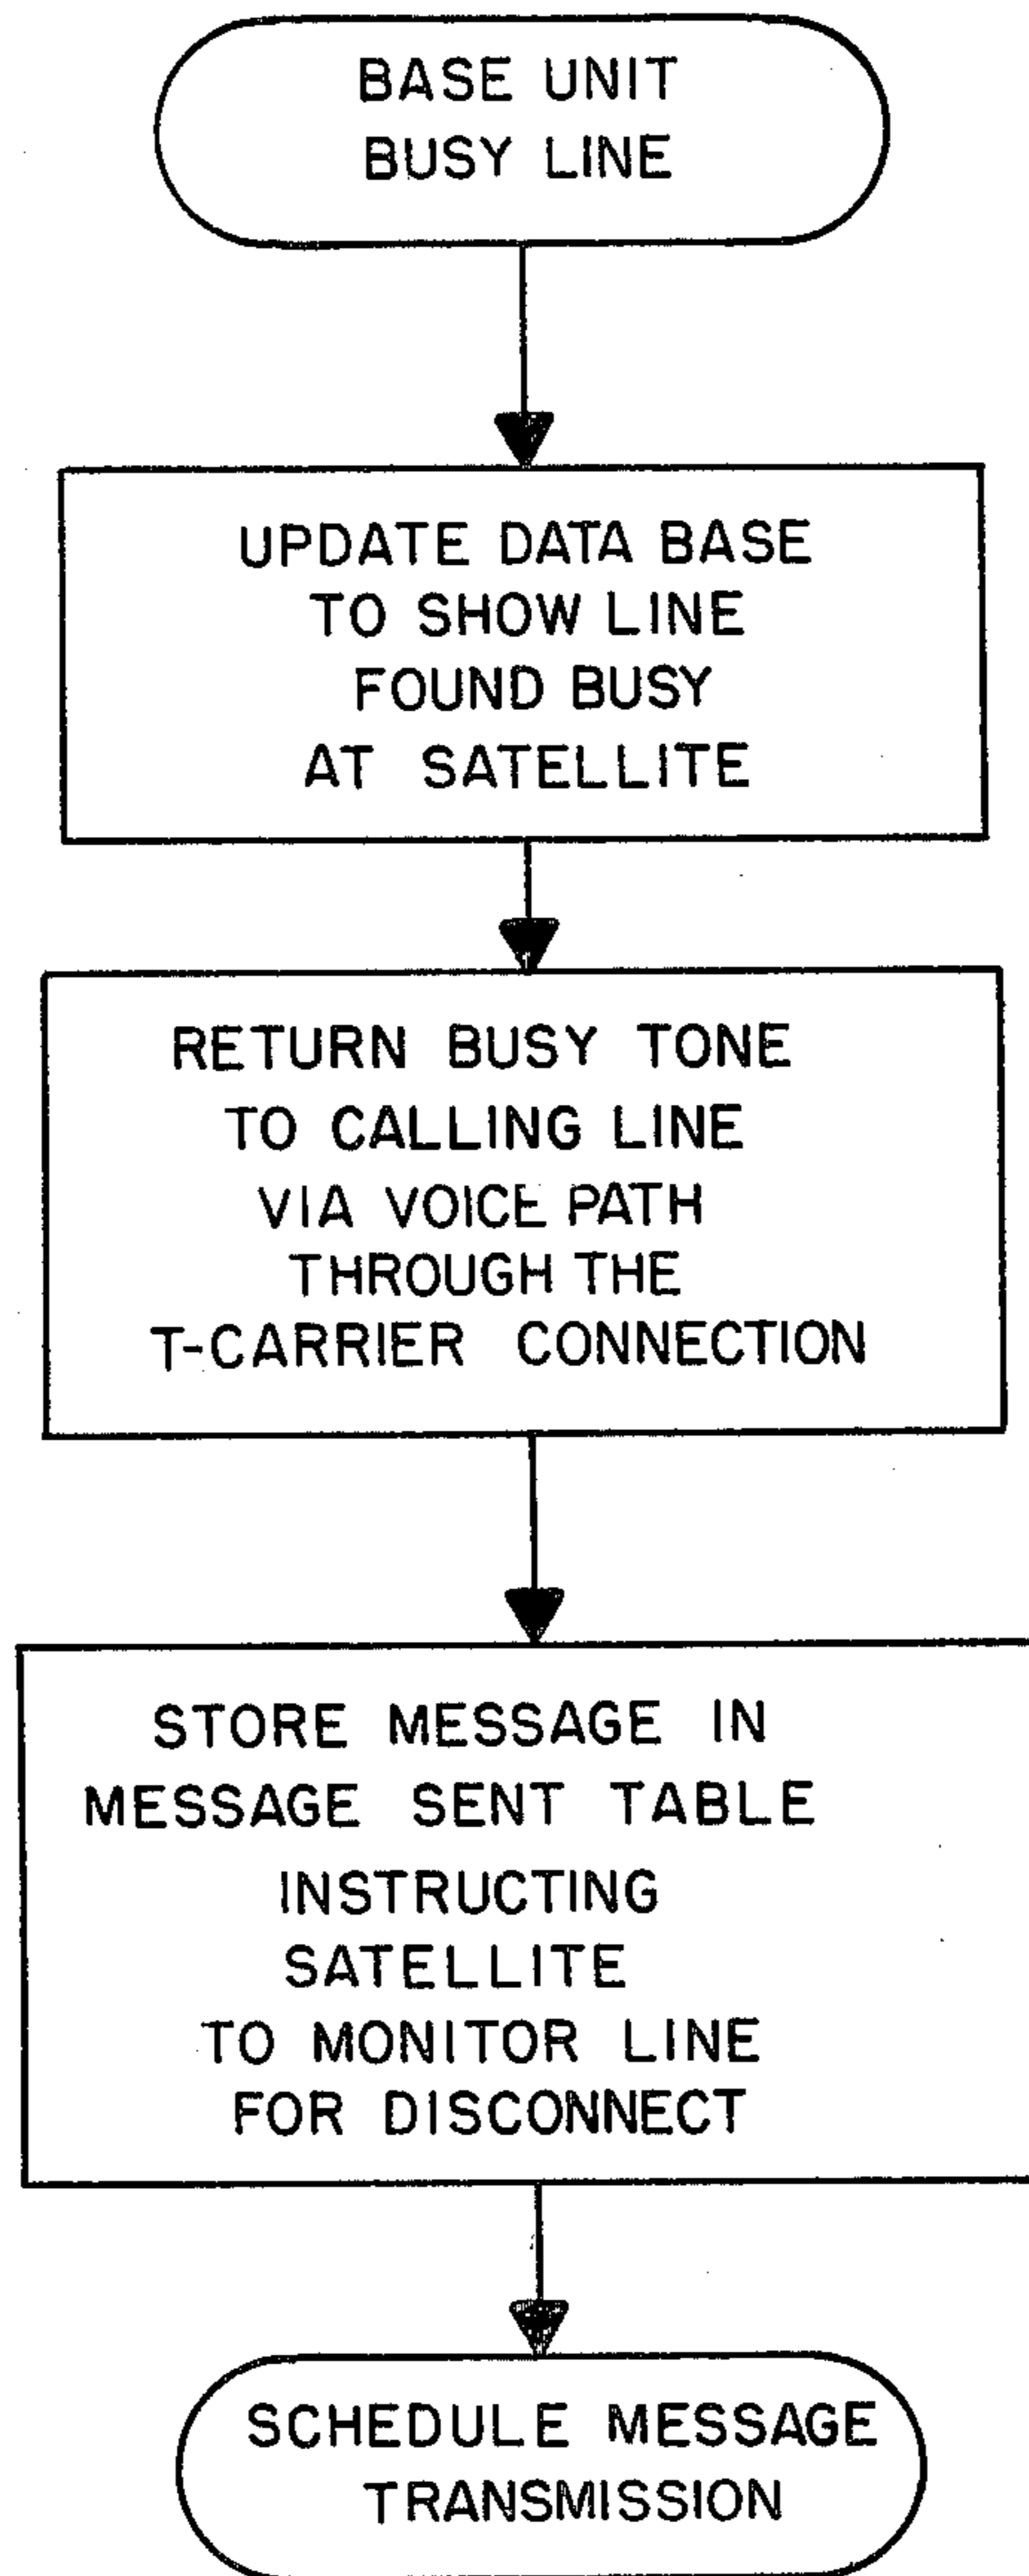 BASE UNIT
BUSY LINE
UPDATE DATA BASE
TO SHOW LINE
FOUND BUSY
AT SATELLITE
RETURN BUSY TONE
TO CALLING LINE
VIA VOICE PATH
THROUGH THE
T-CARRIER CONNECTION
STORE MESSAGE IN
MESSAGE SENT TABLE
INSTRUCTING
SATELLITE
TO MONITOR LINE
FOR DISCONNECT
SCHEDULE MESSAGE
TRANSMISSION